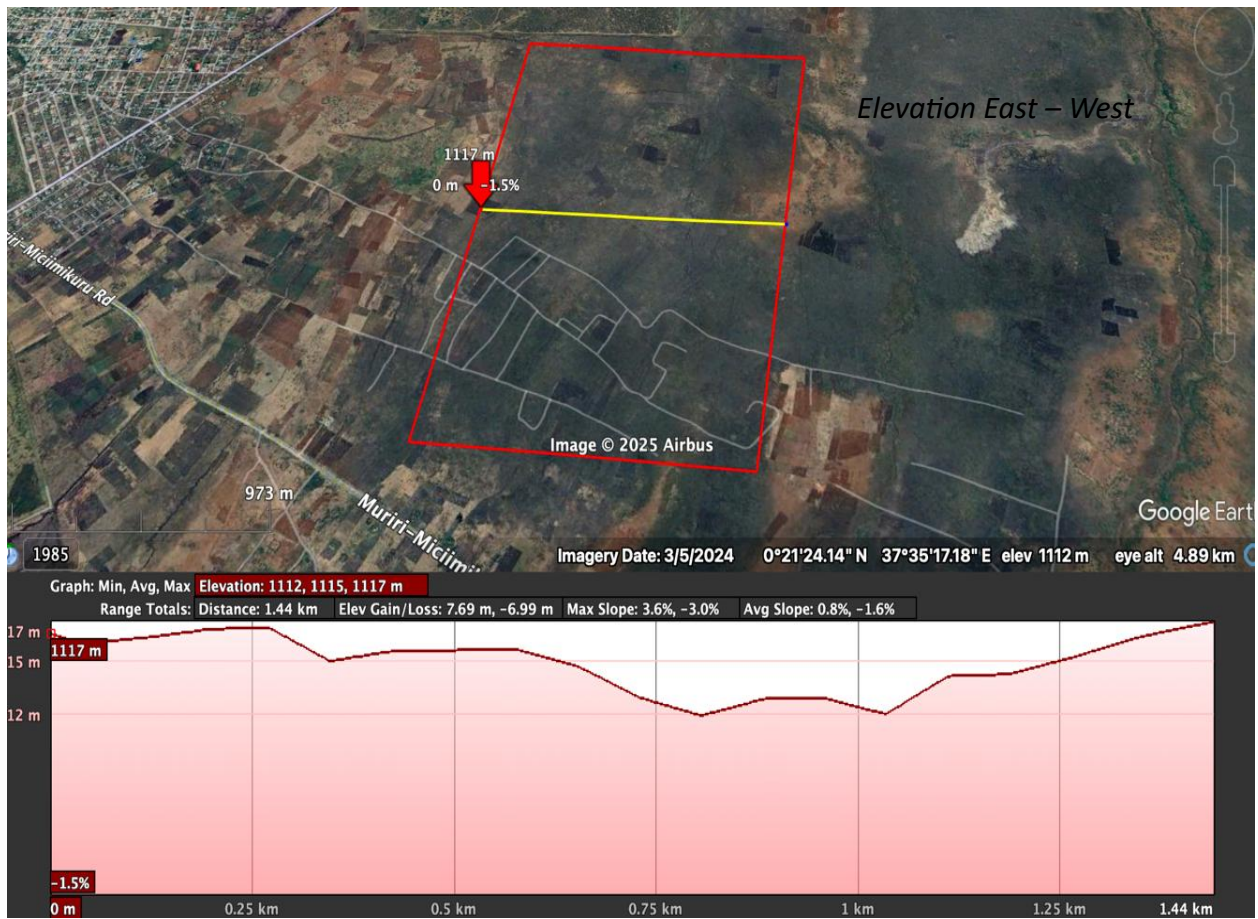 Elevation East – West
1117 m
0 m -1.5%
Muriri-Miciimikuru Rd
Image © 2025 Airbus
973 m
Google Earth
1985
Imagery Date: 3/5/2024 0°21'24.14" N 37°35'17.18" E elev 1112 m eye alt 4.89 km
Graph: Min, Avg, Max Elevation: 1112, 1115, 1117 m
Range Totals: Distance: 1.44 km Elev Gain/Loss: 7.69 m, -6.99 m Max Slope: 3.6%, -3.0% Avg Slope: 0.8%, -1.6%
17 m
1117 m
15 m
12 m
-1.5%
0 m 0.25 km 0.5 km 0.75 km 1 km 1.25 km 1.44 km